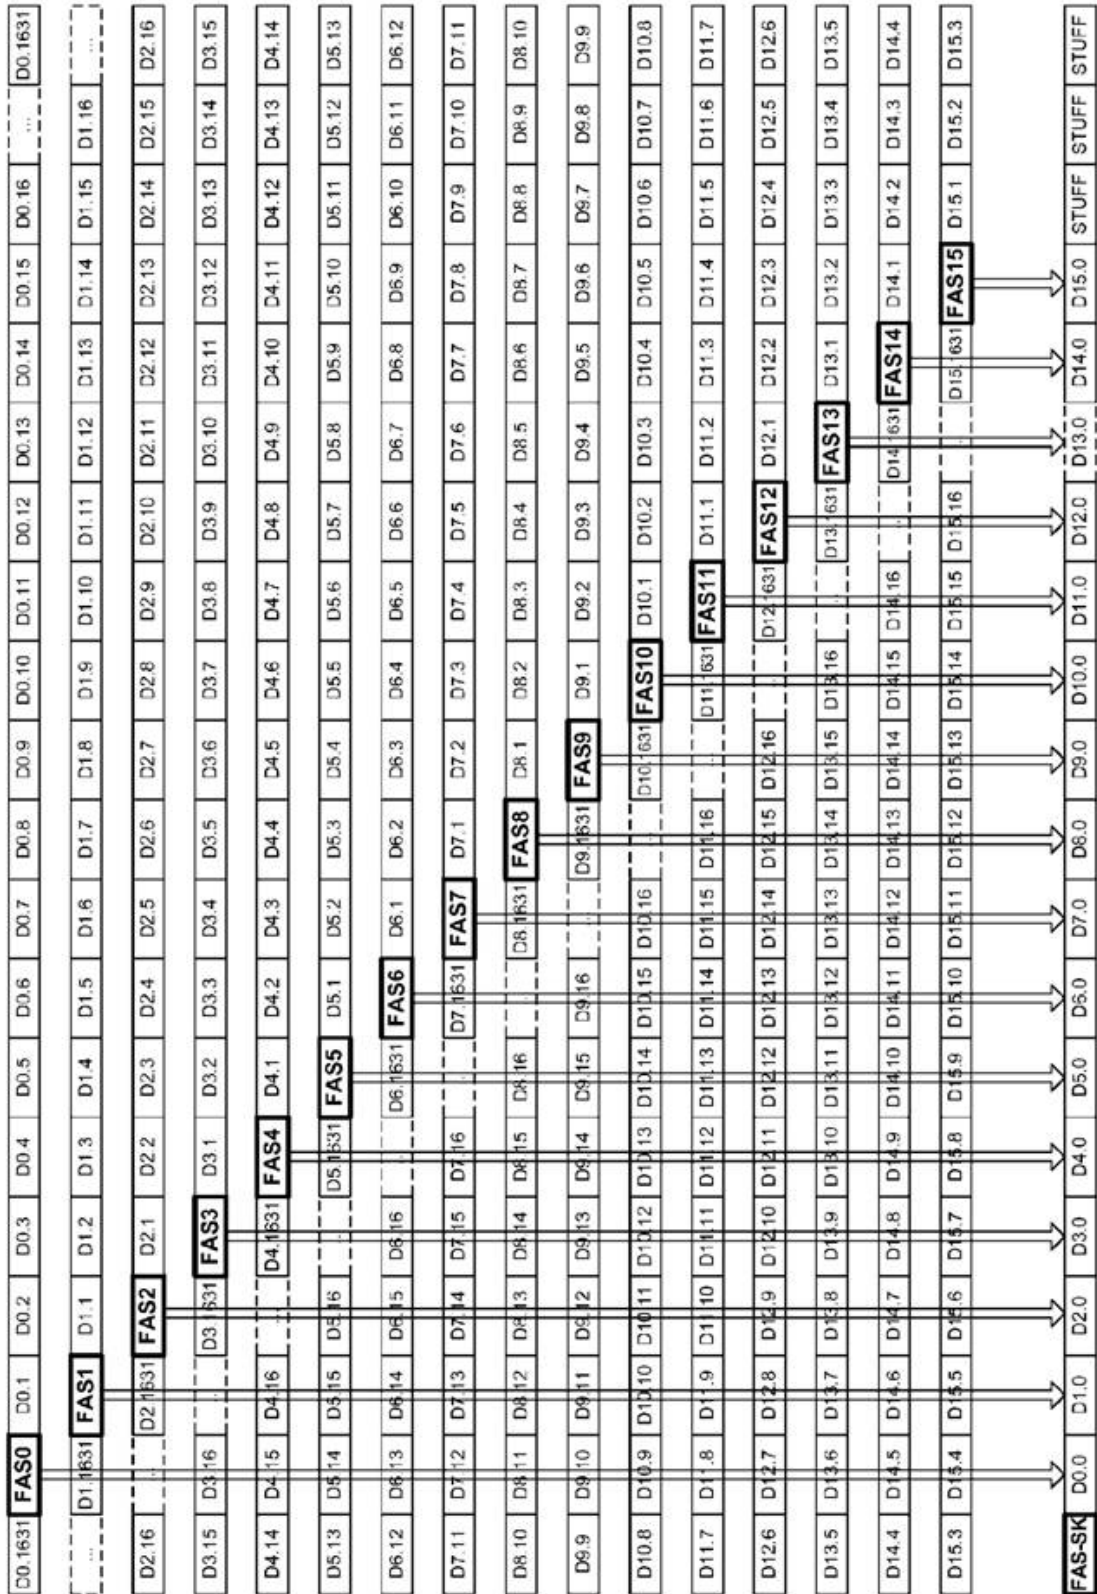 D0.1631 FAS0 D0.1 D0.2 D0.3 D0.4 D0.5 D0.6 D0.7 D0.8 D0.9 D0.10 D0.11 D0.12 D0.13 D0.14 D0.15 D0.16 ... D0.1631
... D1.1631 FAS1 D1.1 D1.2 D1.3 D1.4 D1.5 D1.6 D1.7 D1.8 D1.9 D1.10 D1.11 D1.12 D1.13 D1.14 D1.15 D1.16 ...
D2.16 ... D2.1631 FAS2 D2.1 D2.2 D2.3 D2.4 D2.5 D2.6 D2.7 D2.8 D2.9 D2.10 D2.11 D2.12 D2.13 D2.14 D2.15 D2.16
D3.15 D3.16 ... D3.1631 FAS3 D3.1 D3.2 D3.3 D3.4 D3.5 D3.6 D3.7 D3.8 D3.9 D3.10 D3.11 D3.12 D3.13 D3.14 D3.15
D4.14 D4.15 D4.16 ... D4.1631 FAS4 D4.1 D4.2 D4.3 D4.4 D4.5 D4.6 D4.7 D4.8 D4.9 D4.10 D4.11 D4.12 D4.13 D4.14
D5.13 D5.14 D5.15 D5.16 ... D5.1631 FAS5 D5.1 D5.2 D5.3 D5.4 D5.5 D5.6 D5.7 D5.8 D5.9 D5.10 D5.11 D5.12 D5.13
D6.12 D6.13 D6.14 D6.15 D6.16 ... D6.1631 FAS6 D6.1 D6.2 D6.3 D6.4 D6.5 D6.6 D6.7 D6.8 D6.9 D6.10 D6.11 D6.12
D7.11 D7.12 D7.13 D7.14 D7.15 D7.16 ... D7.1631 FAS7 D7.1 D7.2 D7.3 D7.4 D7.5 D7.6 D7.7 D7.8 D7.9 D7.10 D7.11
D8.10 D8.11 D8.12 D8.13 D8.14 D8.15 D8.16 ... D8.1631 FAS8 D8.1 D8.2 D8.3 D8.4 D8.5 D8.6 D8.7 D8.8 D8.9 D8.10
D9.9 D9.10 D9.11 D9.12 D9.13 D9.14 D9.15 D9.16 ... D9.1631 FAS9 D9.1 D9.2 D9.3 D9.4 D9.5 D9.6 D9.7 D9.8 D9.9
D10.8 D10.9 D10.10 D10.11 D10.12 D10.13 D10.14 D10.15 D10.16 ... D10.1631 FAS10 D10.1 D10.2 D10.3 D10.4 D10.5 D10.6 D10.7 D10.8
D11.7 D11.8 D11.9 D11.10 D11.11 D11.12 D11.13 D11.14 D11.15 D11.16 ... D11.1631 FAS11 D11.1 D11.2 D11.3 D11.4 D11.5 D11.6 D11.7
D12.6 D12.7 D12.8 D12.9 D12.10 D12.11 D12.12 D12.13 D12.14 D12.15 D12.16 ... D12.1631 FAS12 D12.1 D12.2 D12.3 D12.4 D12.5 D12.6
D13.5 D13.6 D13.7 D13.8 D13.9 D13.10 D13.11 D13.12 D13.13 D13.14 D13.15 D13.16 ... D13.1631 FAS13 D13.1 D13.2 D13.3 D13.4 D13.5
D14.4 D14.5 D14.6 D14.7 D14.8 D14.9 D14.10 D14.11 D14.12 D14.13 D14.14 D14.15 D14.16 ... D14.1631 FAS14 D14.1 D14.2 D14.3 D14.4
D15.3 D15.4 D15.5 D15.6 D15.7 D15.8 D15.9 D15.10 D15.11 D15.12 D15.13 D15.14 D15.15 D15.16 ... D15.1631 FAS15 D15.1 D15.2 D15.3
FAS-SK D0.0 D1.0 D2.0 D3.0 D4.0 D5.0 D6.0 D7.0 D8.0 D9.0 D10.0 D11.0 D12.0 D13.0 D14.0 D15.0 STUFF STUFF STUFF